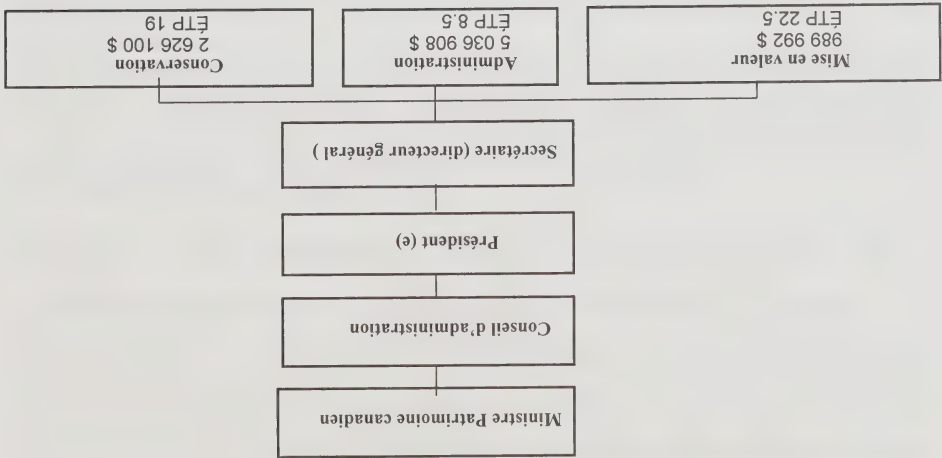 Ministre Patrimoine canadien
Conseil d'administration
Président (e)
Secrétaire (directeur général )
Mise en valeur
989 992 $
ÉTP 22.5
Administration
5 036 908 $
ÉTP 8.5
Conservation
2 626 100 $
ÉTP 19